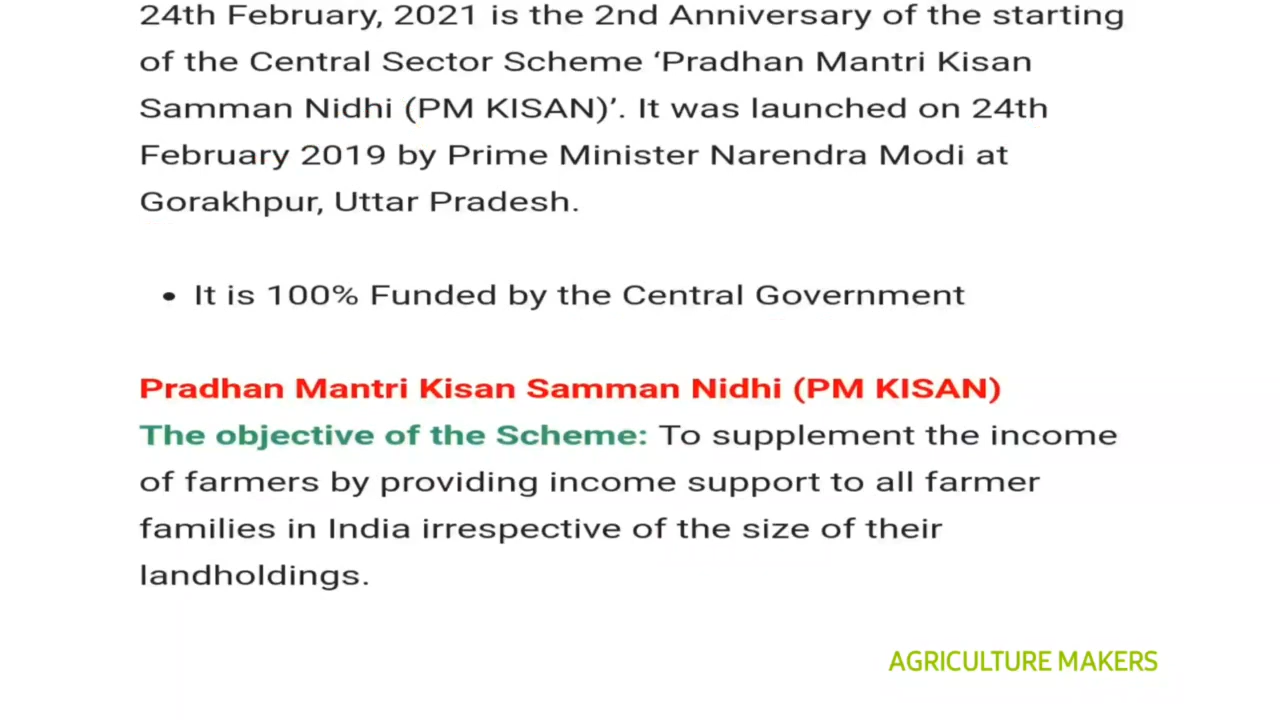 24th February, 2021 is the 2nd Anniversary of the starting
of the Central Sector Scheme ‘Pradhan Mantri Kisan
Samman Nidhi (PM KISAN)’. It was launched on 24th
February 2019 by Prime Minister Narendra Modi at
Gorakhpur, Uttar Pradesh.
• It is 100% Funded by the Central Government
Pradhan Mantri Kisan Samman Nidhi (PM KISAN)
The objective of the Scheme: To supplement the income
of farmers by providing income support to all farmer
families in India irrespective of the size of their
landholdings.
AGRICULTURE MAKERS